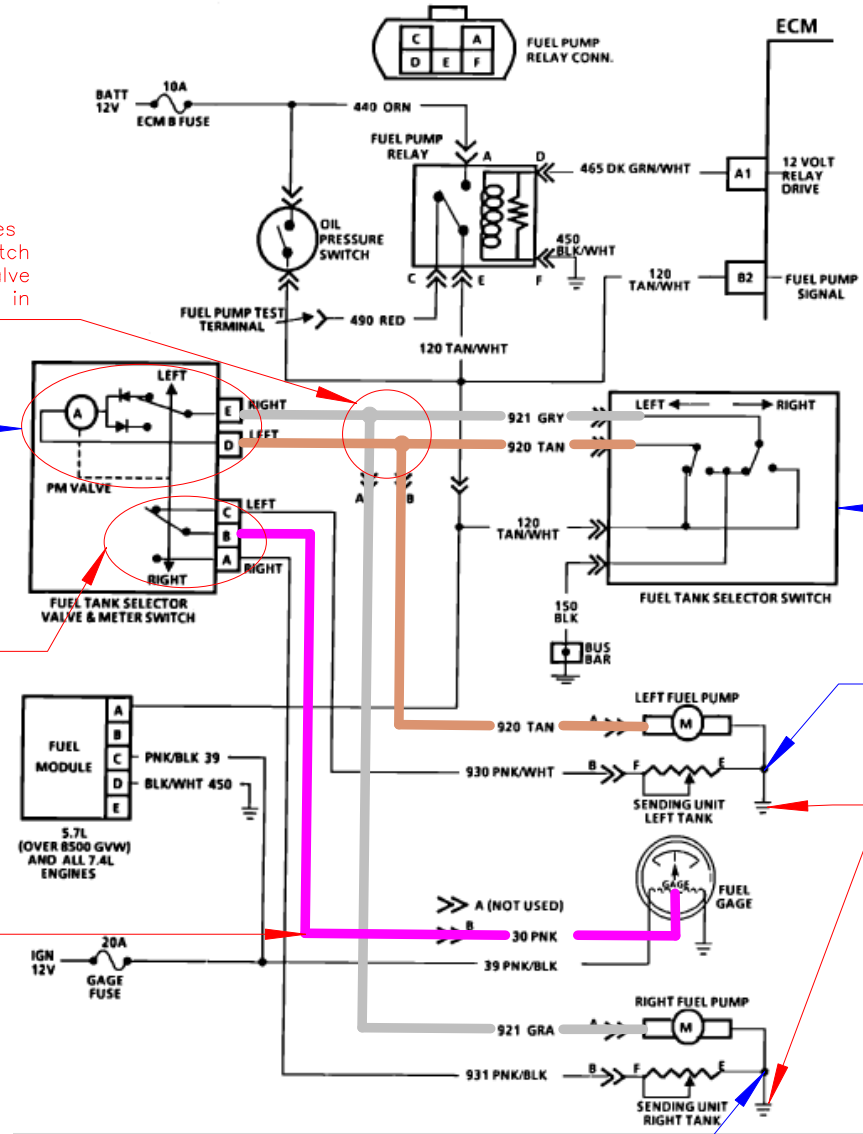 ECM
C A
D E F
FUEL PUMP
RELAY CONN.
BATT
12V
10A
ECM B FUSE
440 ORN
FUEL PUMP
RELAY
A
D
465 DK GRN/WHT
A1
12 VOLT
RELAY
DRIVE
es
tch
alve
in
OIL
PRESSURE
SWITCH
450
BLK/WHT
C
E
F
120
TAN/WHT
B2
FUEL PUMP
SIGNAL
FUEL PUMP TEST
TERMINAL
490 RED
120 TAN/WHT
LEFT
A
E
RIGHT
D
LEFT
921 GRY
920 TAN
LEFT
RIGHT
PM VALVE
A
B
C
LEFT
B
A
RIGHT
RIGHT
120
TAN/WHT
FUEL TANK SELECTOR
VALVE & METER SWITCH
FUEL TANK SELECTOR SWITCH
150
BLK
BUS
BAR
FUEL
MODULE
A
B
C
D
E
PNK/BLK 39
BLK/WHT 450
5.7L
(OVER 8500 GVW)
AND ALL 7.4L
ENGINES
LEFT FUEL PUMP
920 TAN
A
M
930 PNK/WHT
B
F
E
SENDING UNIT
LEFT TANK
GAGE
FUEL
GAGE
A (NOT USED)
B
30 PNK
IGN
12V
20A
GAGE
FUSE
39 PNK/BLK
RIGHT FUEL PUMP
921 GRA
A
M
931 PNK/BLK
B
F
E
SENDING UNIT
RIGHT TANK